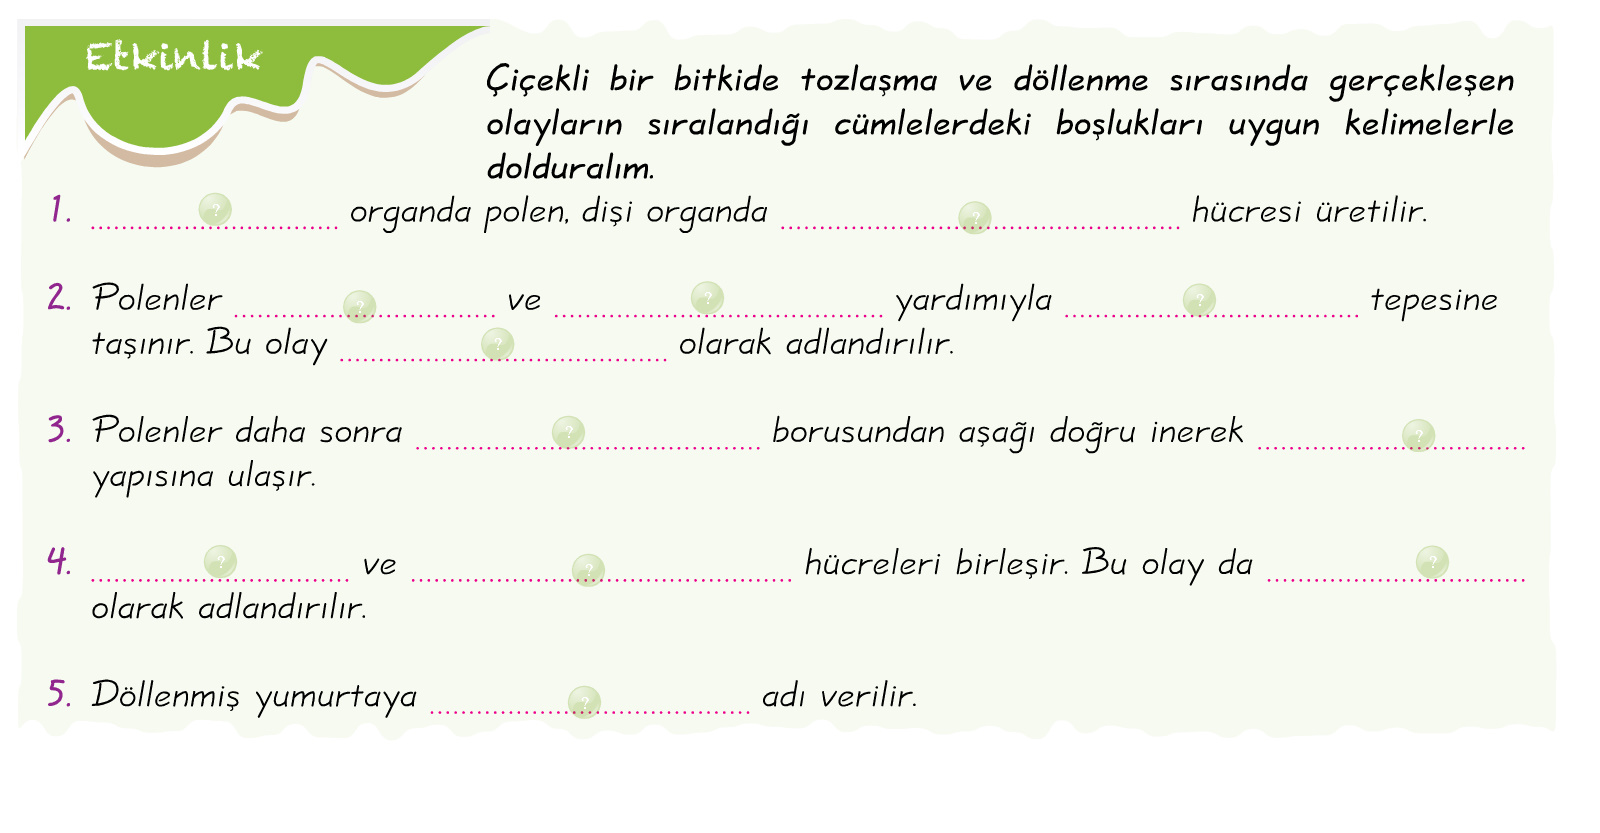 Etkinlik
Çiçekli bir bitkide tozlaşma ve döllenme sırasında gerçekleşen
olayların sıralandığı cümlelerdeki boşlukları uygun kelimelerle
dolduralım.
1. ........ ? ........ organda polen, dişi organda ........ ? ........ hücresi üretilir.
2. Polenler ........ ? ........ ve ........ ? ........ yardımıyla ........ ? ........ tepesine
taşınır. Bu olay ........ ? ........ olarak adlandırılır.
3. Polenler daha sonra ........ ? ........ borusundan aşağı doğru inerek ........ ? ........
yapısına ulaşır.
4. ........ ? ........ ve ........ ? ........ hücreleri birleşir. Bu olay da ........ ? ........
olarak adlandırılır.
5. Döllenmiş yumurtaya ........ ? ........ adı verilir.